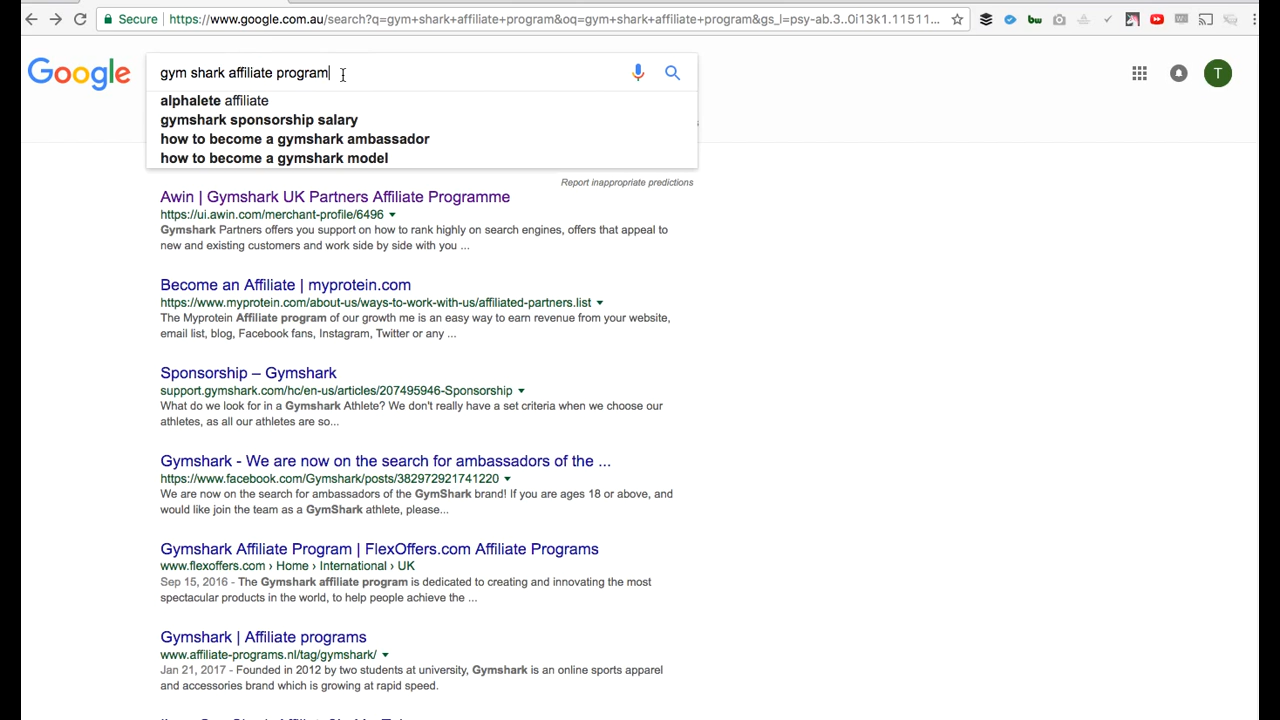 Secure | https://www.google.com.au/search?q=gym+shark+affiliate+program&oq=gym+shark+affiliate+program&gs_l=psy-ab.3..0i13k1.11511...
bw
Google
gym shark affiliate program
T
alphalete affiliate
gymshark sponsorship salary
how to become a gymshark ambassador
how to become a gymshark model
Report inappropriate predictions
Awin | Gymshark UK Partners Affiliate Programme
https://ui.awin.com/merchant-profile/6496
Gymshark Partners offers you support on how to rank highly on search engines, offers that appeal to
new and existing customers and work side by side with you ...
Become an Affiliate | myprotein.com
https://www.myprotein.com/about-us/ways-to-work-with-us/affiliated-partners.list
The Myprotein Affiliate program of our growth me is an easy way to earn revenue from your website,
email list, blog, Facebook fans, Instagram, Twitter or any ...
Sponsorship – Gymshark
support.gymshark.com/hc/en-us/articles/207495946-Sponsorship
What do we look for in a Gymshark Athlete? We don't really have a set criteria when we choose our
athletes, as all our athletes are so...
Gymshark - We are now on the search for ambassadors of the ...
https://www.facebook.com/Gymshark/posts/382972921741220
We are now on the search for ambassadors of the GymShark brand! If you are ages 18 or above, and
would like join the team as a GymShark athlete, please...
Gymshark Affiliate Program | FlexOffers.com Affiliate Programs
www.flexoffers.com › Home › International › UK
Sep 15, 2016 - The Gymshark affiliate program is dedicated to creating and innovating the most
spectacular products in the world, to help people achieve the ...
Gymshark | Affiliate programs
www.affiliate-programs.nl/tag/gymshark/
Jan 21, 2017 - Founded in 2012 by two students at university, Gymshark is an online sports apparel
and accessories brand which is growing at rapid speed.